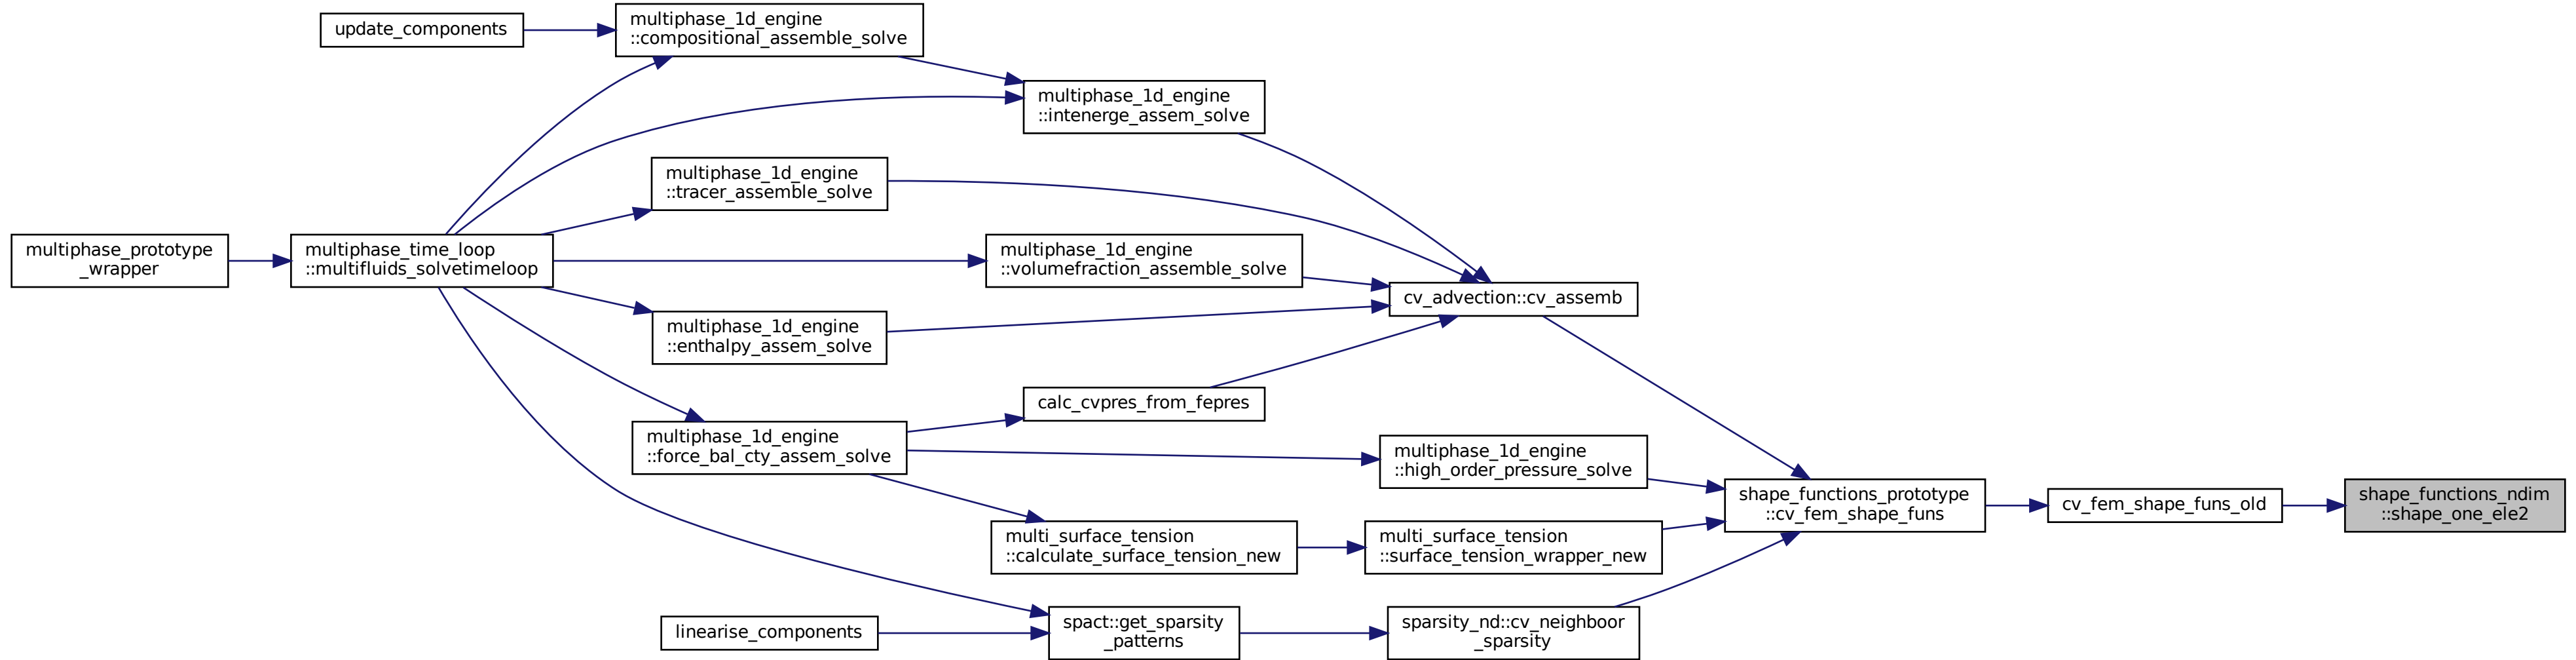 update_components
multiphase_1d_engine
::compositional_assemble_solve
multiphase_1d_engine
::intenerge_assem_solve
multiphase_1d_engine
::tracer_assemble_solve
multiphase_prototype
_wrapper
multiphase_time_loop
::multifluids_solvetimeloop
multiphase_1d_engine
::volumefraction_assemble_solve
cv_advection::cv_assemb
multiphase_1d_engine
::enthalpy_assem_solve
calc_cvpres_from_fepres
multiphase_1d_engine
::force_bal_cty_assem_solve
multiphase_1d_engine
::high_order_pressure_solve
shape_functions_prototype
::cv_fem_shape_funs
cv_fem_shape_funs_old
shape_functions_ndim
::shape_one_ele2
multi_surface_tension
::calculate_surface_tension_new
multi_surface_tension
::surface_tension_wrapper_new
linearise_components
spact::get_sparsity
_patterns
sparsity_nd::cv_neighboor
_sparsity